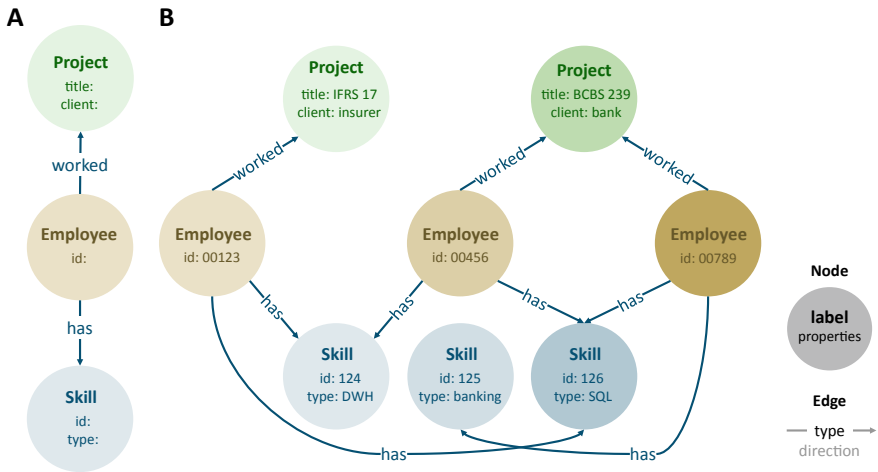 A
Project
title:
client:
worked
Employee
id:
has
Skill
id:
type:
B
Project
title: IFRS 17
client: insurer
Project
title: BCBS 239
client: bank
worked
worked
worked
Employee
id: 00123
Employee
id: 00456
Employee
id: 00789
has
has
has
has
Skill
id: 124
type: DWH
Skill
id: 125
type: banking
Skill
id: 126
type: SQL
has
has
Node
label
properties
Edge
type
direction